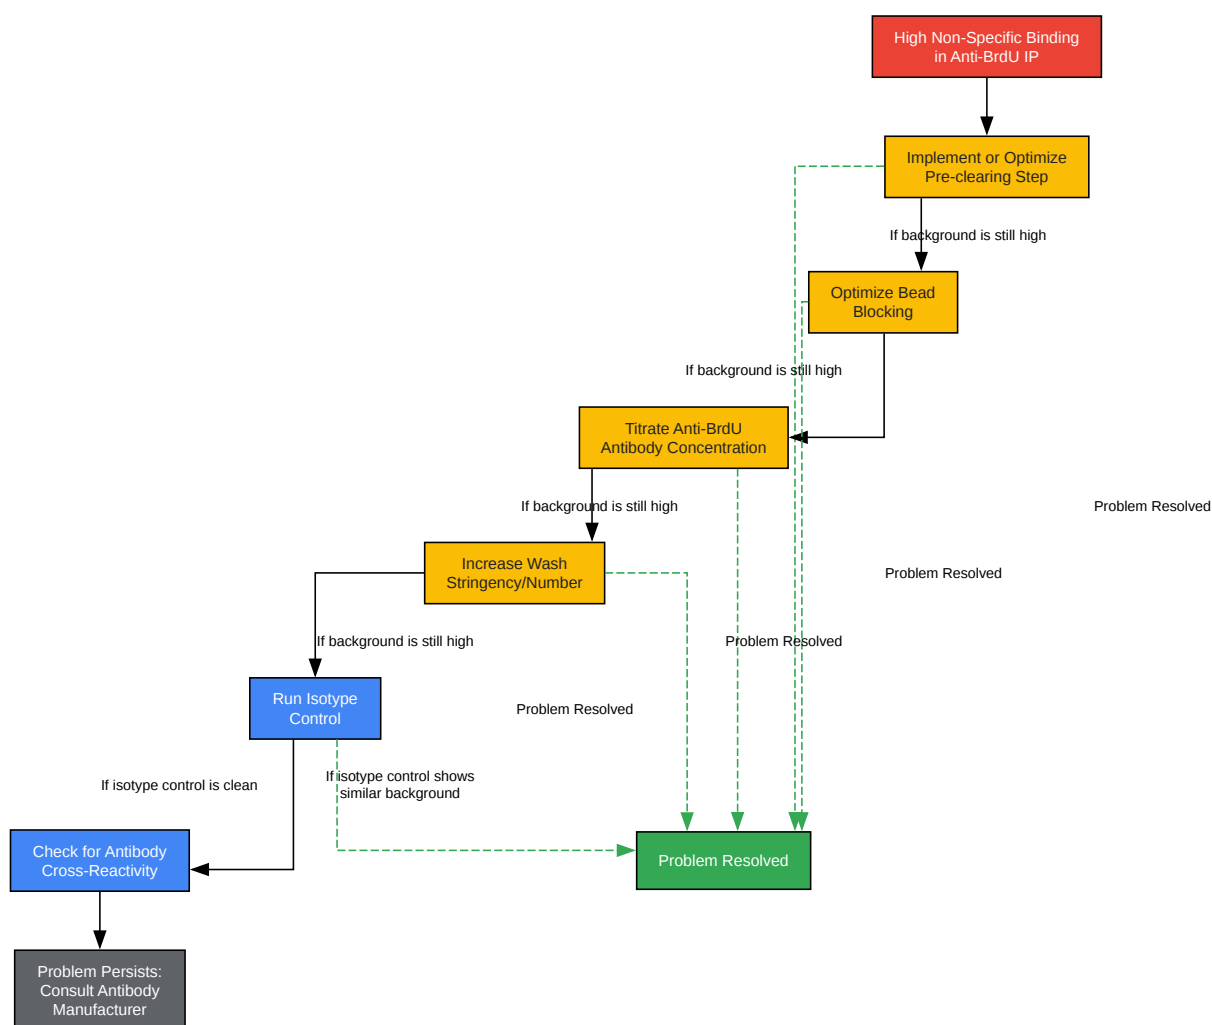 High Non-Specific Binding
in Anti-BrdU IP
Implement or Optimize
Pre-clearing Step
If background is still high
Optimize Bead
Blocking
If background is still high
Titrate Anti-BrdU
Antibody Concentration
If background is still high
Problem Resolved
Increase Wash
Stringency/Number
Problem Resolved
If background is still high
Problem Resolved
Run Isotype
Control
Problem Resolved
If isotype control is clean
If isotype control shows
similar background
Check for Antibody
Cross-Reactivity
Problem Resolved
Problem Persists:
Consult Antibody
Manufacturer